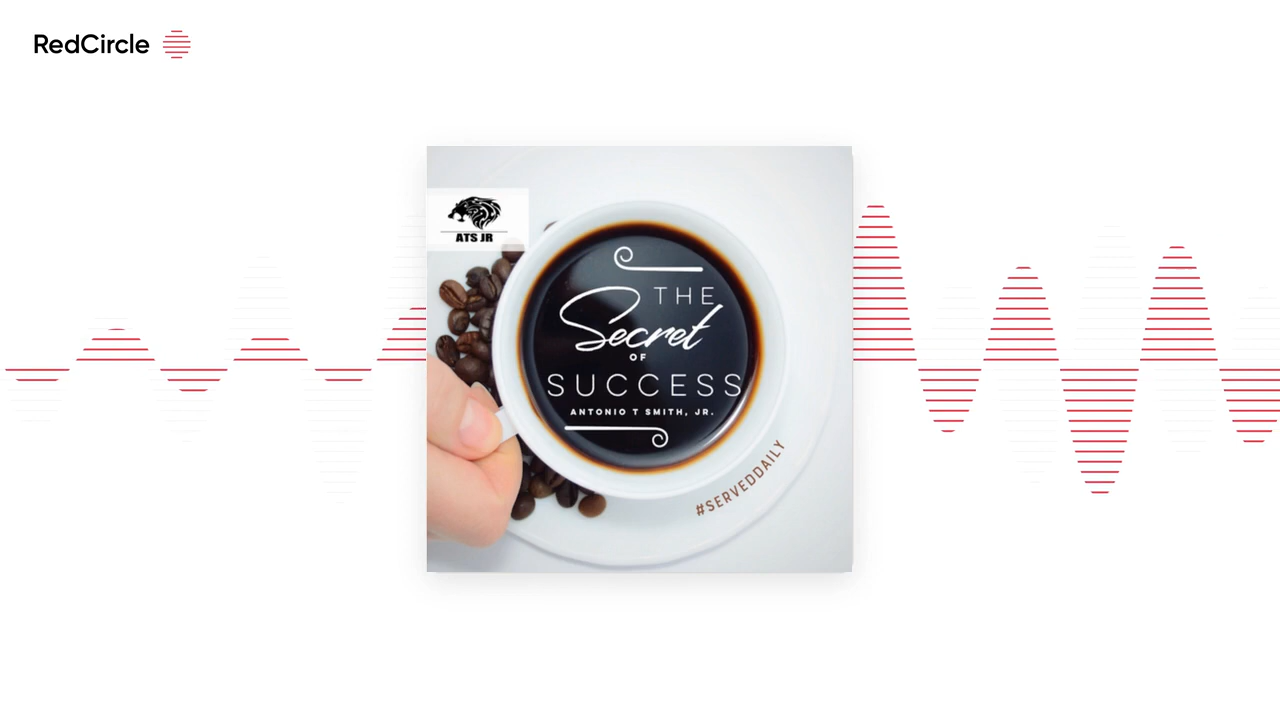 RedCircle
ATS JR
THE
Secret
OF
SUCCESS
ANTONIO T SMITH, JR.
#SERVEDDAILY